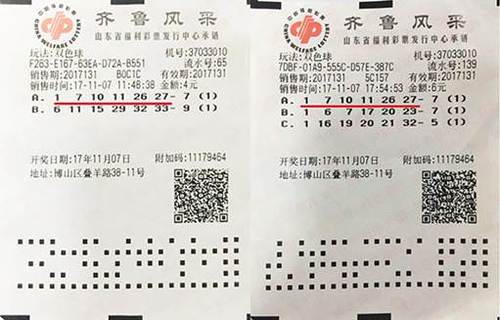 齐鲁风采
山东省福利彩票发行中心承销
玩法:双色球 机号:37033010
F263-E167-63EA-D72A-B551 流水号:65
销售期:2017131 B0C1C 有效期:2017131
销售时间:17-11-07 11:46:38 金额:4元
A. 1 7 10 11 26 27- 7 (1)
B. 6 11 15 29 32 33- 9 (1)
开奖日期:17年11月07日 附加码:11179464
地址:博山区叠羊路38-11号
齐鲁风采
山东省福利彩票发行中心承销
玩法:双色球 机号:37033010
7DBF-01A9-555C-D57E-387C 流水号:139
销售期:2017131 5C157 有效期:2017131
销售时间:17-11-07 17:54:53 金额:6元
A. 1 7 10 11 26 27- 7 (1)
B. 1 6 8 17 20 23- 7 (1)
C. 1 16 19 20 21 32- 5 (1)
开奖日期:17年11月07日 附加码:11179464
地址:博山区叠羊路38-11号